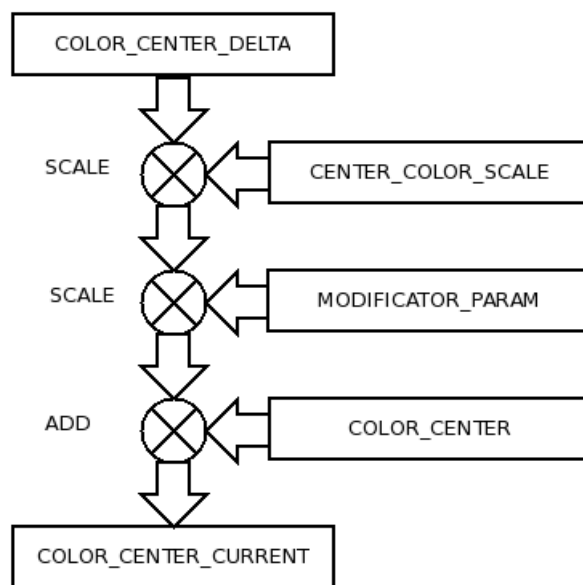 COLOR_CENTER_DELTA
SCALE
CENTER_COLOR_SCALE
SCALE
MODIFICATOR_PARAM
ADD
COLOR_CENTER
COLOR_CENTER_CURRENT